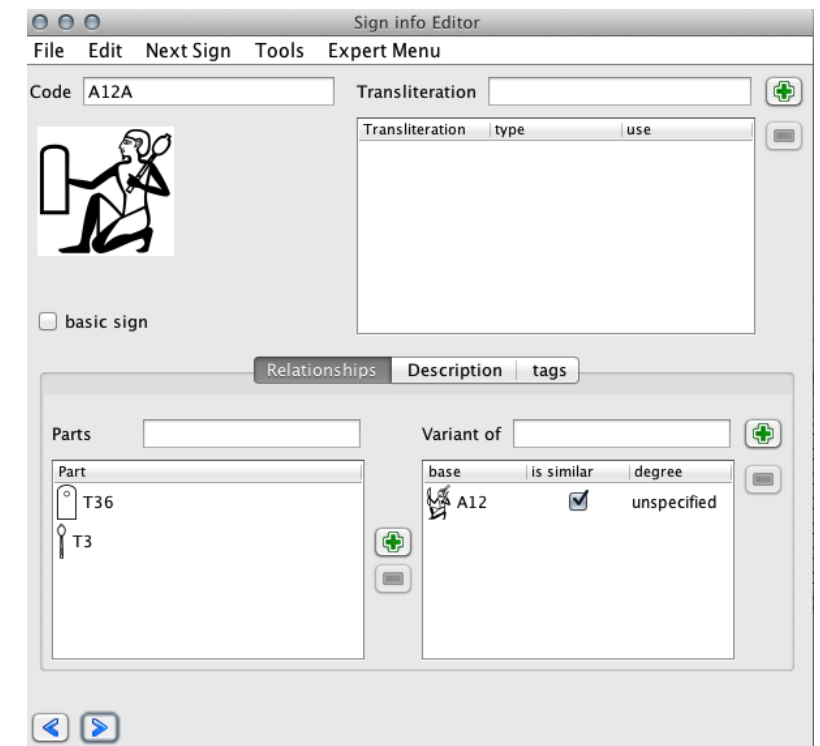 Sign info Editor
File Edit Next Sign Tools Expert Menu
Code A12A Transliteration
Transliteration type use
basic sign
Relationships Description tags
Parts Variant of
Part base is similar degree
T36 A12 unspecified
T3